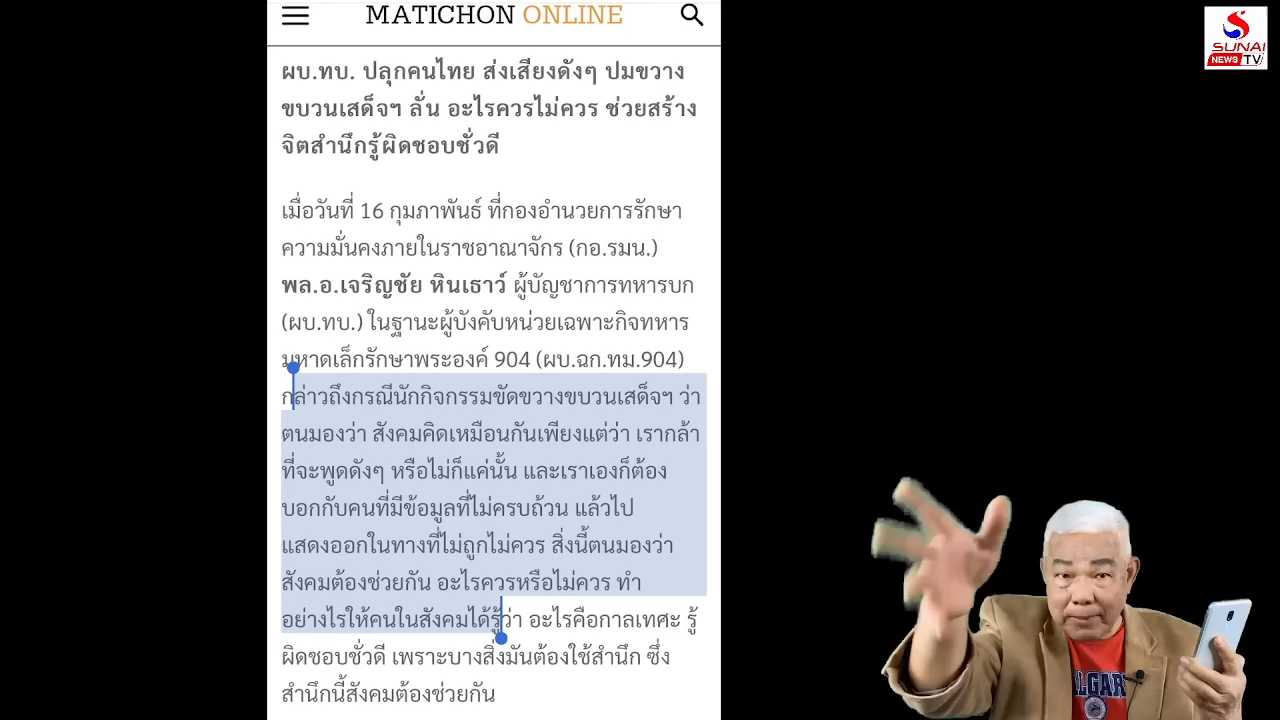 MATICHON ONLINE
SUNAI
NEWS TV
ผบ.ทบ. ปลุกคนไทย ส่งเสียงดังๆ ปมขวาง
ขบวนเสด็จฯ ลั่น อะไรควรไม่ควร ช่วยสร้าง
จิตสำนึกรู้ผิดชอบชั่วดี
เมื่อวันที่ 16 กุมภาพันธ์ ที่กองอำนวยการรักษา
ความมั่นคงภายในราชอาณาจักร (กอ.รมน.)
พล.อ.เจริญชัย หินเธาว์ ผู้บัญชาการทหารบก
(ผบ.ทบ.) ในฐานะผู้บังคับหน่วยเฉพาะกิจทหาร
มหาดเล็กรักษาพระองค์ 904 (ผบ.ฉก.ทม.904)
กล่าวถึงกรณีนักกิจกรรมขัดขวางขบวนเสด็จฯ ว่า
ตนมองว่า สังคมคิดเหมือนกันเพียงแต่ว่า เรากล้า
ที่จะพูดดังๆ หรือไม่ก็แค่นั้น และเราเองก็ต้อง
บอกกับคนที่มีข้อมูลที่ไม่ครบถ้วน แล้วไป
แสดงออกในทางที่ไม่ถูกไม่ควร สิ่งนี้ตนมองว่า
สังคมต้องช่วยกัน อะไรควรหรือไม่ควร ทำ
อย่างไรให้คนในสังคมได้รู้ว่า อะไรคือกาลเทศะ รู้
ผิดชอบชั่วดี เพราะบางสิ่งมันต้องใช้สำนึก ซึ่ง
สำนึกนี้สังคมต้องช่วยกัน